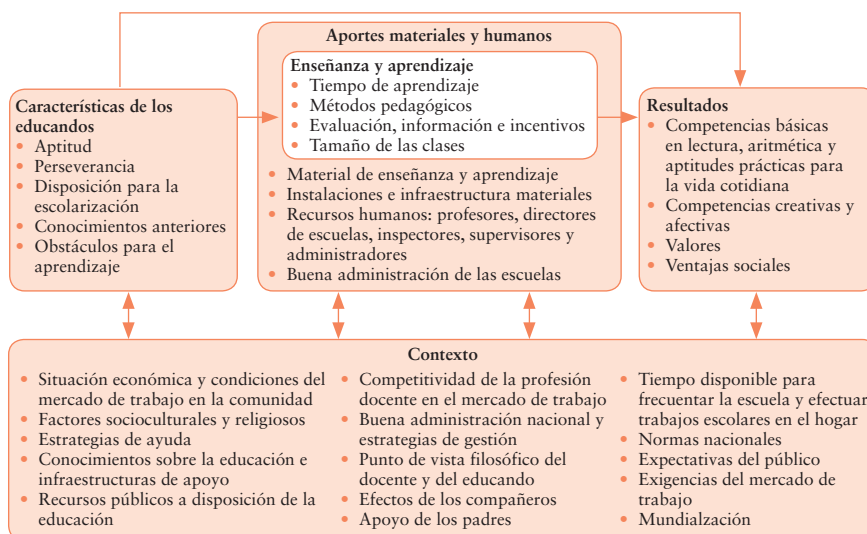 Aportes materiales y humanos
Enseñanza y aprendizaje
• Tiempo de aprendizaje
• Métodos pedagógicos
• Evaluación, información e incentivos
• Tamaño de las clases
• Material de enseñanza y aprendizaje
• Instalaciones e infraestructura materiales
• Recursos humanos: profesores, directores
de escuelas, inspectores, supervisores y
administradores
• Buena administración de las escuelas
Características de los
educandos
• Aptitud
• Perseverancia
• Disposición para la
escolarización
• Conocimientos anteriores
• Obstáculos para el
aprendizaje
Resultados
• Competencias básicas
en lectura, aritmética y
aptitudes prácticas para
la vida cotidiana
• Competencias creativas y
afectivas
• Valores
• Ventajas sociales
Contexto
• Situación económica y condiciones del
mercado de trabajo en la comunidad
• Factores socioculturales y religiosos
• Estrategias de ayuda
• Conocimientos sobre la educación e
infraestructuras de apoyo
• Recursos públicos a disposición de la
educación
• Competitividad de la profesión
docente en el mercado de trabajo
• Buena administración nacional y
estrategias de gestión
• Punto de vista filosófico del
docente y del educando
• Efectos de los compañeros
• Apoyo de los padres
• Tiempo disponible para
frecuentar la escuela y efectuar
trabajos escolares en el hogar
• Normas nacionales
• Expectativas del público
• Exigencias del mercado de
trabajo
• Mundialzación